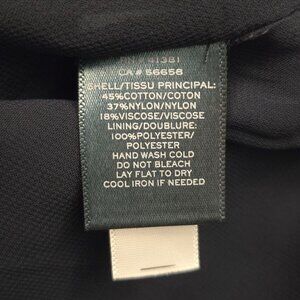 41381
CA# 56658
SHELL/TISSU PRINCIPAL:
45%COTTON/COTON
37%NYLON/NYLON
18%VISCOSE/VISCOSE
LINING/DOUBLURE:
100%POLYESTER/
POLYESTER
HAND WASH COLD
DO NOT BLEACH
LAY FLAT TO DRY
COOL IRON IF NEEDED